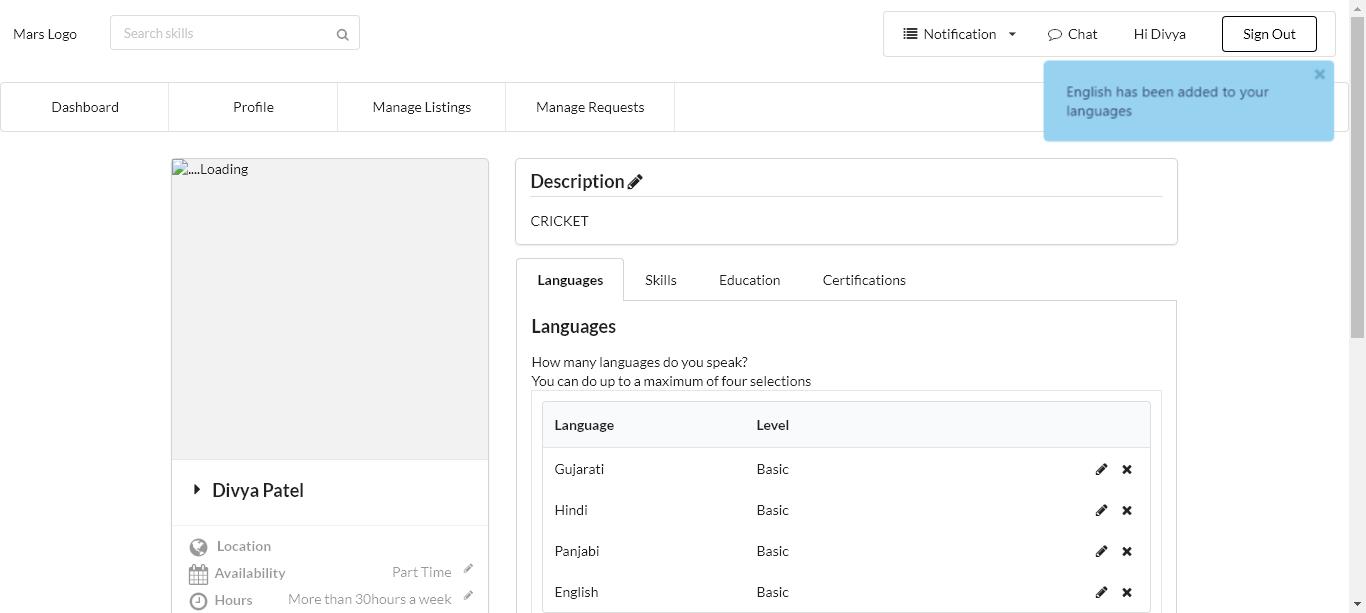 Mars Logo
Search skills
Notification
Chat
Hi Divya
Sign Out
English has been added to your
languages
Dashboard
Profile
Manage Listings
Manage Requests
....Loading
Divya Patel
Location
Availability
Part Time
Hours
More than 30hours a week
Description
CRICKET
Languages
Skills
Education
Certifications
Languages
How many languages do you speak?
You can do up to a maximum of four selections
Language Level
Gujarati Basic
Hindi Basic
Panjabi Basic
English Basic